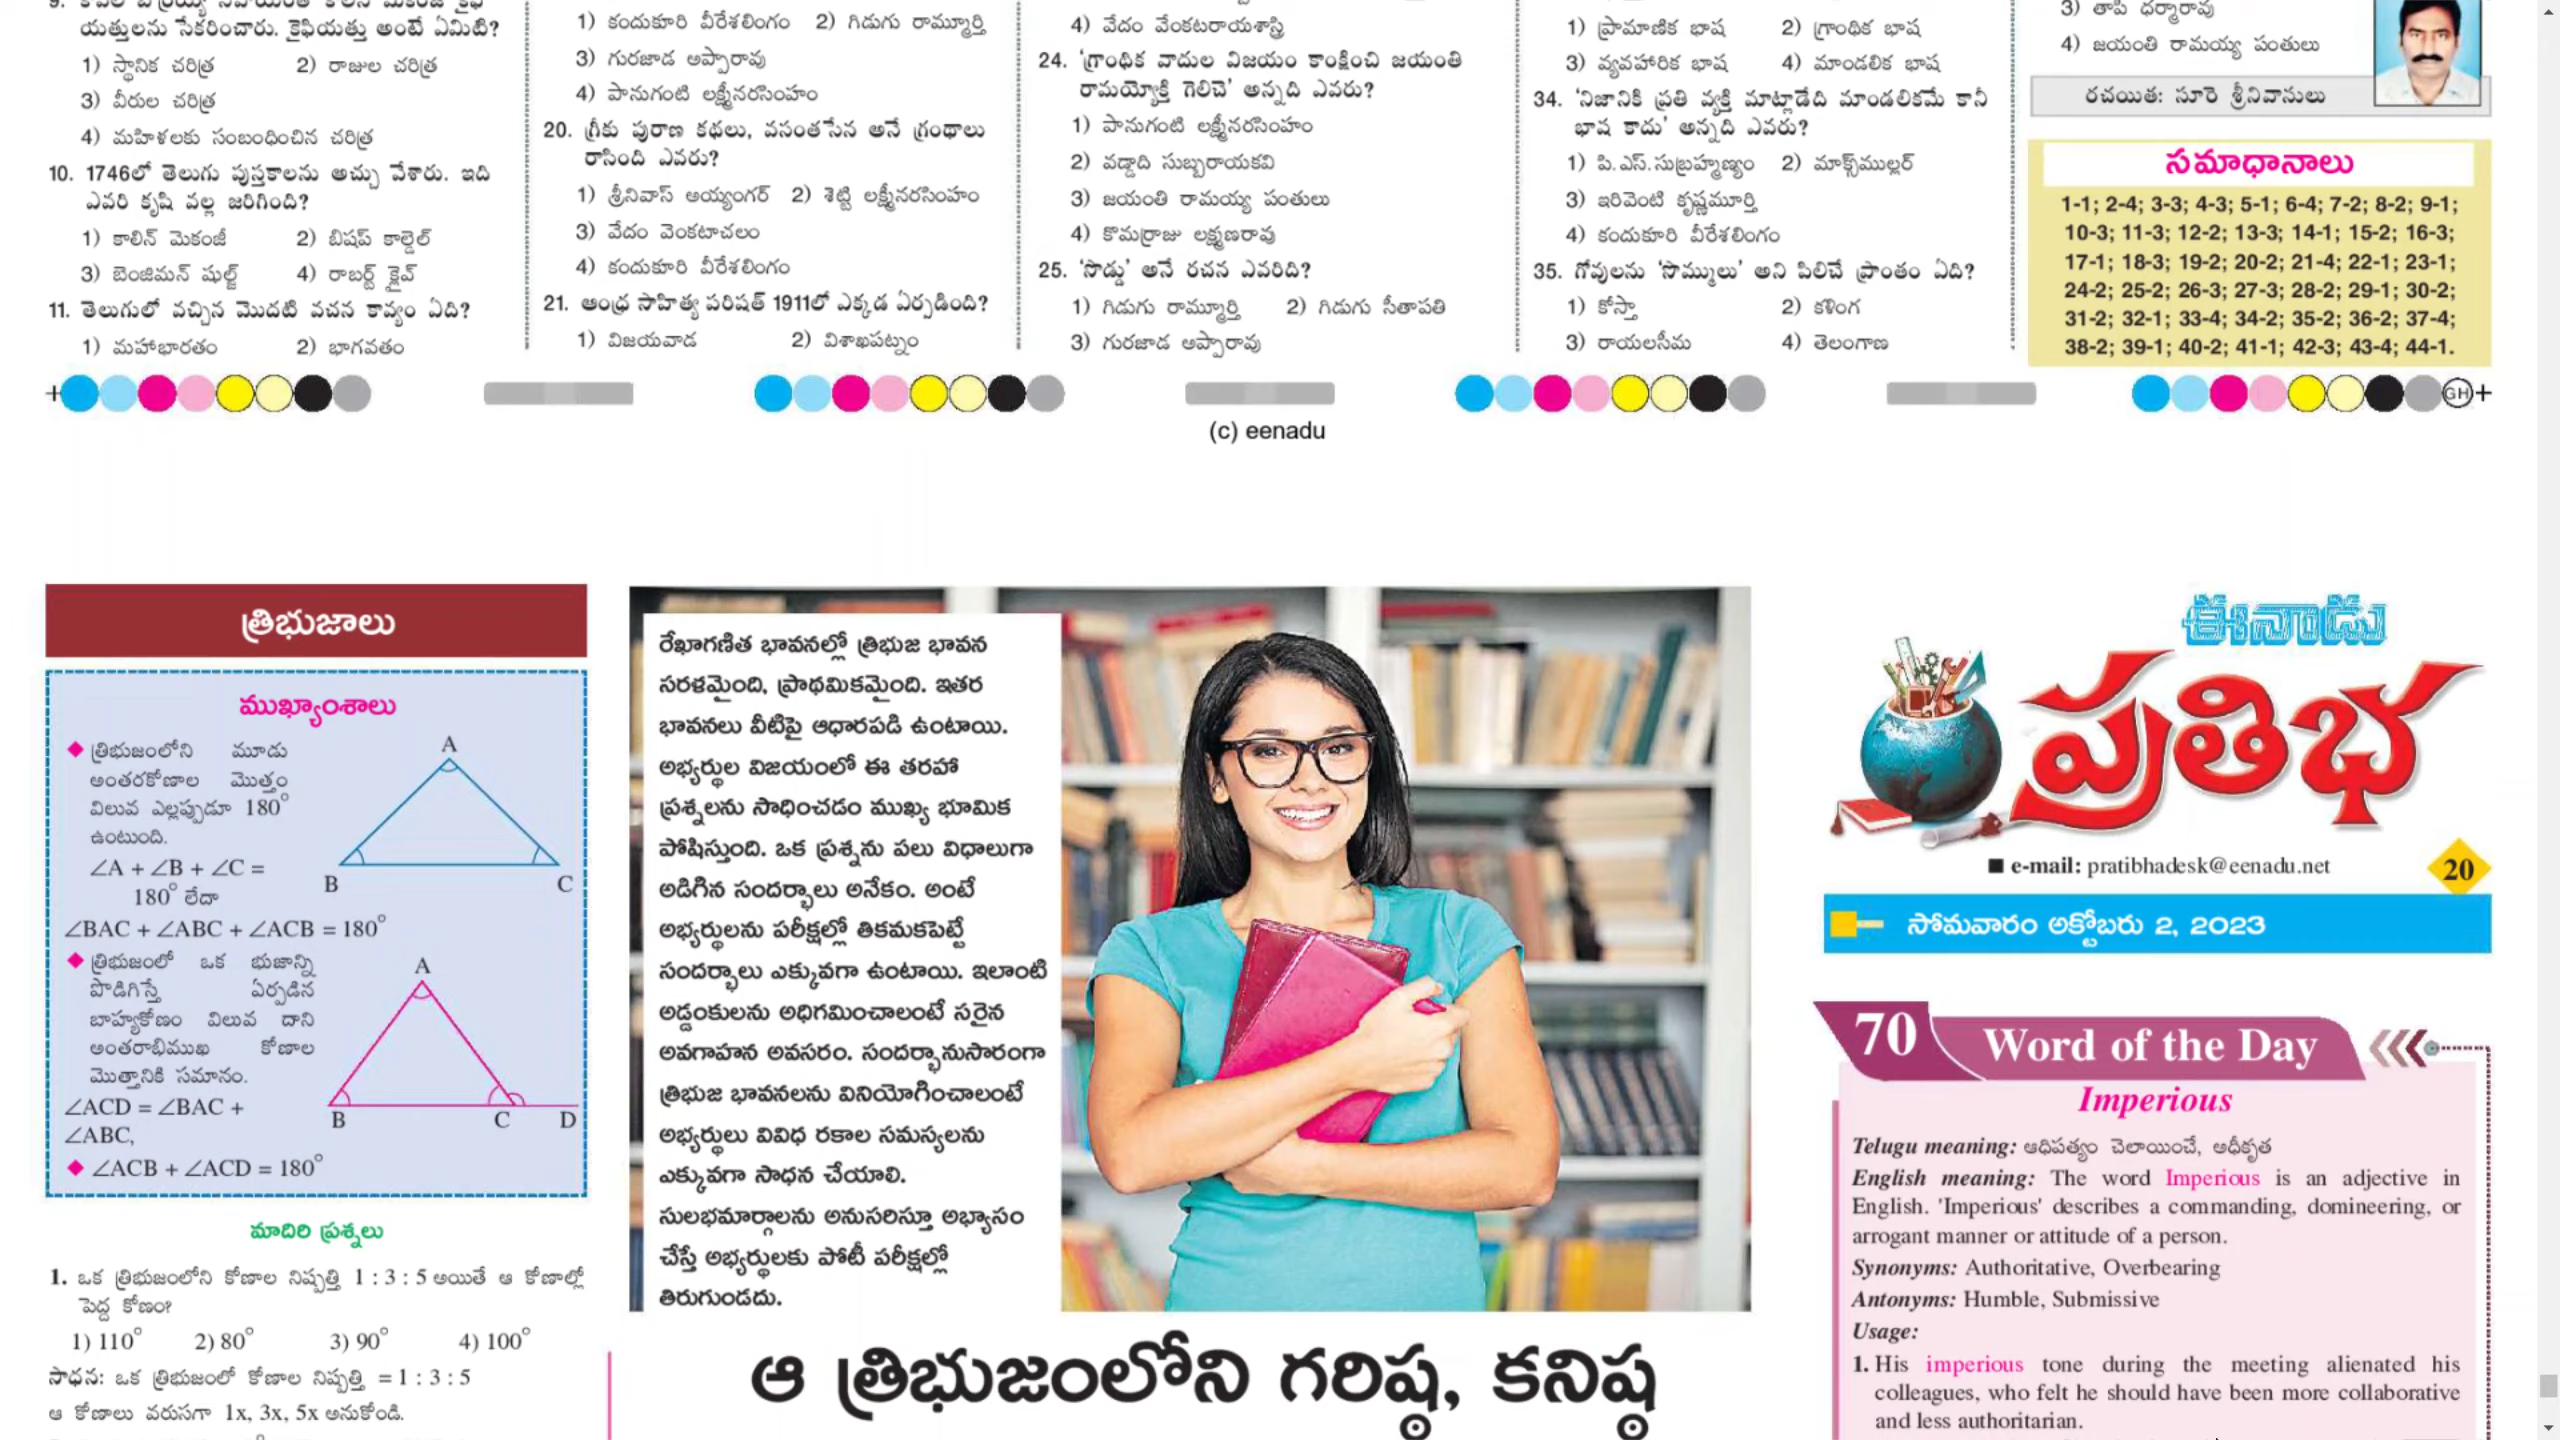 యత్తులను సేకరించారు. కైఫియత్తు అంటే ఏమిటి?
1) స్థానిక చరిత్ర 2) రాజుల చరిత్ర
3) వీరుల చరిత్ర
4) మహిళలకు సంబంధించిన చరిత్ర
10. 1746లో తెలుగు పుస్తకాలను అచ్చు వేశారు. ఇది
ఎవరి కృషి వల్ల జరిగింది?
1) కాలిన్ మెకంజీ 2) బిషప్ కాల్డ్వెల్
3) బెంజిమన్ షుల్జ్ 4) రాబర్ట్ క్లైవ్
11. తెలుగులో వచ్చిన మొదటి వచన కావ్యం ఏది?
1) మహాభారతం 2) భాగవతం
1) కందుకూరి వీరేశలింగం 2) గిడుగు రామ్మూర్తి
3) గురజాడ అప్పారావు
4) పానుగంటి లక్ష్మీనరసింహం
20. గ్రీకు పురాణ కథలు, వసంతసేన అనే గ్రంథాలు
రాసింది ఎవరు?
1) శ్రీనివాస్ అయ్యంగర్ 2) శెట్టి లక్ష్మీనరసింహం
3) వేదం వెంకటాచలం
4) కందుకూరి వీరేశలింగం
21. ఆంధ్ర సాహిత్య పరిషత్ 1911లో ఎక్కడ ఏర్పడింది?
1) విజయవాడ 2) విశాఖపట్నం
4) వేదం వేంకటరాయశాస్త్రి
24. ‘గ్రాంథిక వాదుల విజయం కాంక్షించి జయంతి
రామయ్యోక్తి గెలిచె’ అన్నది ఎవరు?
1) పానుగంటి లక్ష్మీనరసింహం
2) వడ్డాది సుబ్బరాయకవి
3) జయంతి రామయ్య పంతులు
4) కొమర్రాజు లక్ష్మణరావు
25. ‘సొడ్డు’ అనే రచన ఎవరిది?
1) గిడుగు రామ్మూర్తి 2) గిడుగు సీతాపతి
3) గురజాడ అప్పారావు
1) ప్రామాణిక భాష 2) గ్రాంథిక భాష
3) వ్యవహారిక భాష 4) మాండలిక భాష
34. ‘నిజానికి ప్రతి వ్యక్తి మాట్లాడేది మాండలికమే కానీ
భాష కాదు’ అన్నది ఎవరు?
1) పి.ఎస్.సుబ్రహ్మణ్యం 2) మాక్స్‌ముల్లర్
3) ఇరివెంటి కృష్ణమూర్తి
4) కందుకూరి వీరేశలింగం
35. గోవులను ‘సొమ్ములు’ అని పిలిచే ప్రాంతం ఏది?
1) కోస్తా 2) కళింగ
3) రాయలసీమ 4) తెలంగాణ
3) తాపీ ధర్మారావు
4) జయంతి రామయ్య పంతులు
రచయిత: సూరె శ్రీనివాసులు
సమాధానాలు
1-1; 2-4; 3-3; 4-3; 5-1; 6-4; 7-2; 8-2; 9-1;
10-3; 11-3; 12-2; 13-3; 14-1; 15-2; 16-3;
17-1; 18-3; 19-2; 20-2; 21-4; 22-1; 23-1;
24-2; 25-2; 26-3; 27-3; 28-2; 29-1; 30-2;
31-2; 32-1; 33-4; 34-2; 35-2; 36-2; 37-4;
38-2; 39-1; 40-2; 41-1; 42-3; 43-4; 44-1.
GH
(c) eenadu
త్రిభుజాలు
ముఖ్యాంశాలు
◆ త్రిభుజంలోని మూడు
అంతరకోణాల మొత్తం
విలువ ఎల్లప్పుడూ 180°
ఉంటుంది.
∠A + ∠B + ∠C =
180° లేదా
∠BAC + ∠ABC + ∠ACB = 180°
A
B C
◆ త్రిభుజంలో ఒక భుజాన్ని
పొడిగిస్తే ఏర్పడిన
బాహ్యకోణం విలువ దాని
అంతరాభిముఖ కోణాల
మొత్తానికి సమానం.
∠ACD = ∠BAC +
∠ABC,
◆ ∠ACB + ∠ACD = 180°
A
B C D
మాదిరి ప్రశ్నలు
1. ఒక త్రిభుజంలోని కోణాల నిష్పత్తి 1 : 3 : 5 అయితే ఆ కోణాల్లో
పెద్ద కోణం?
1) 110° 2) 80° 3) 90° 4) 100°
సాధన: ఒక త్రిభుజంలో కోణాల నిష్పత్తి = 1 : 3 : 5
ఆ కోణాలు వరుసగా 1x, 3x, 5x అనుకోండి.
రేఖాగణిత భావనల్లో త్రిభుజ భావన
సరళమైంది, ప్రాథమికమైంది. ఇతర
భావనలు వీటిపై ఆధారపడి ఉంటాయి.
అభ్యర్థుల విజయంలో ఈ తరహా
ప్రశ్నలను సాధించడం ముఖ్య భూమిక
పోషిస్తుంది. ఒక ప్రశ్నను పలు విధాలుగా
అడిగిన సందర్భాలు అనేకం. అంటే
అభ్యర్థులను పరీక్షల్లో తికమకపెట్టే
సందర్భాలు ఎక్కువగా ఉంటాయి. ఇలాంటి
అడ్డంకులను అధిగమించాలంటే సరైన
అవగాహన అవసరం. సందర్భానుసారంగా
త్రిభుజ భావనలను వినియోగించాలంటే
అభ్యర్థులు వివిధ రకాల సమస్యలను
ఎక్కువగా సాధన చేయాలి.
సులభమార్గాలను అనుసరిస్తూ అభ్యాసం
చేస్తే అభ్యర్థులకు పోటీ పరీక్షల్లో
తిరుగుండదు.
ఆ త్రిభుజంలోని గరిష్ఠ, కనిష్ఠ
ఈనాడు
ప్రతిభ
■ e-mail: pratibhadesk@eenadu.net
20
సోమవారం అక్టోబరు 2, 2023
70 Word of the Day
Imperious
Telugu meaning: ఆధిపత్యం చెలాయించే, అధీకృత
English meaning: The word Imperious is an adjective in
English. 'Imperious' describes a commanding, domineering, or
arrogant manner or attitude of a person.
Synonyms: Authoritative, Overbearing
Antonyms: Humble, Submissive
Usage:
1. His imperious tone during the meeting alienated his
colleagues, who felt he should have been more collaborative
and less authoritarian.